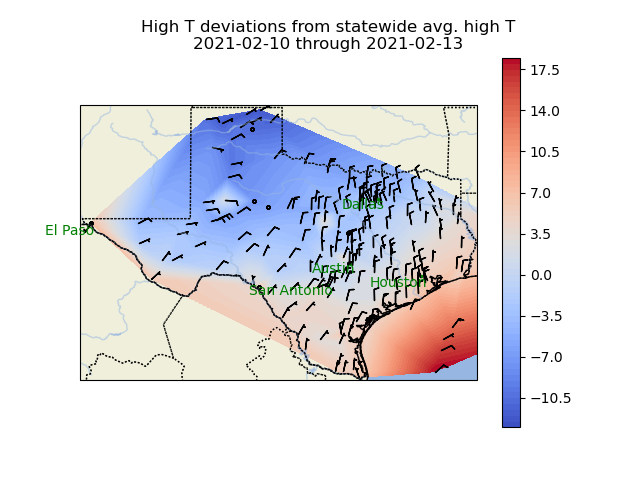 High T deviations from statewide avg. high T
2021-02-10 through 2021-02-13
17.5
14.0
10.5
7.0
3.5
0.0
−3.5
−7.0
−10.5
Dallas
El Paso
Austin
San Antonio
Houston